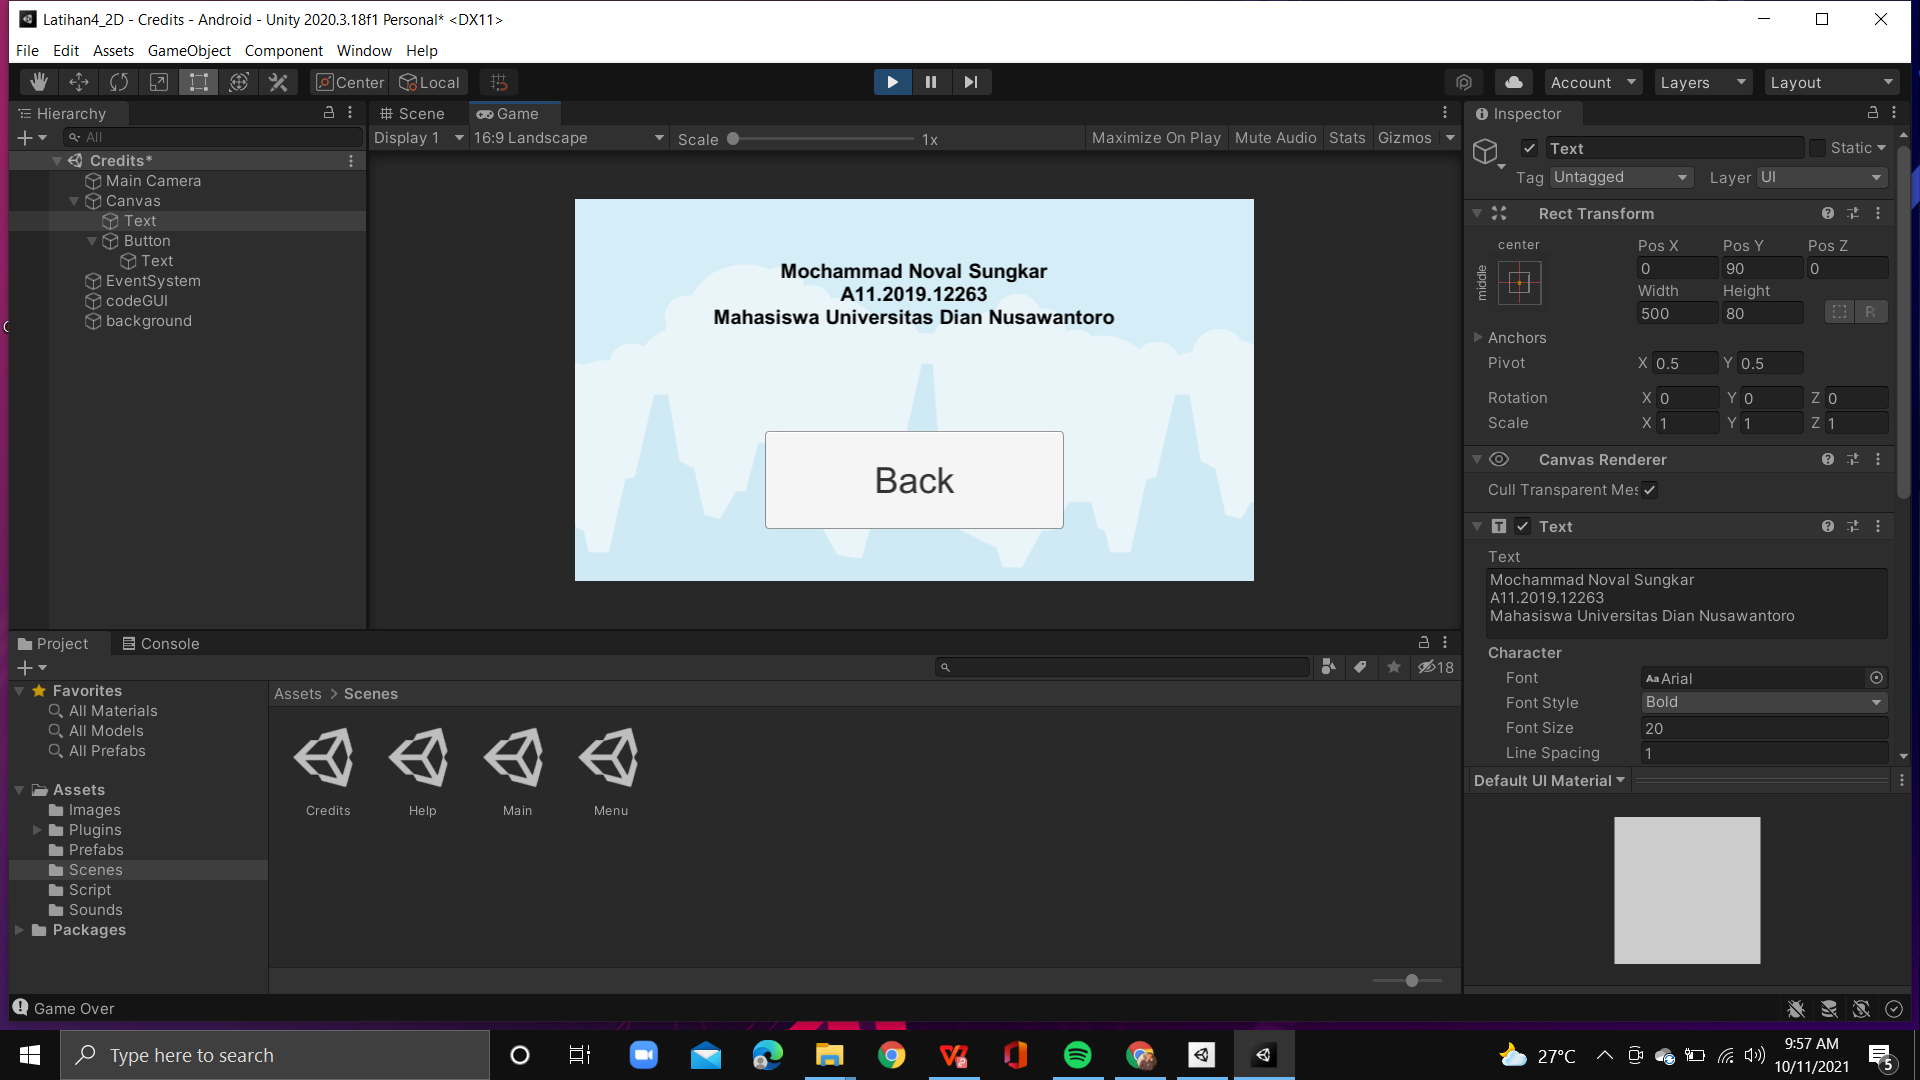 Latihan4_2D - Credits - Android - Unity 2020.3.18f1 Personal* <DX11>
File Edit Assets GameObject Component Window Help
Center Local Account Layers Layout
Hierarchy
All
Credits*
Main Camera
Canvas
Text
Button
Text
EventSystem
codeGUI
background
Scene Game
Display 1 16:9 Landscape Scale 1x Maximize On Play Mute Audio Stats Gizmos
Mochammad Noval Sungkar
A11.2019.12263
Mahasiswa Universitas Dian Nusawantoro
Back
Inspector
Text Static
Tag Untagged Layer UI
Rect Transform
center
middle
Pos X Pos Y Pos Z
0 90 0
Width Height
500 80
R
Anchors
Pivot X 0.5 Y 0.5
Rotation X 0 Y 0 Z 0
Scale X 1 Y 1 Z 1
Canvas Renderer
Cull Transparent Mes
Text
Text
Mochammad Noval Sungkar
A11.2019.12263
Mahasiswa Universitas Dian Nusawantoro
Character
Font Aa Arial
Font Style Bold
Font Size 20
Line Spacing 1
Default UI Material
Project Console
18
Favorites
All Materials
All Models
All Prefabs
Assets
Images
Plugins
Prefabs
Scenes
Script
Sounds
Packages
Assets > Scenes
Credits Help Main Menu
Game Over
Type here to search
27°C
9:57 AM
10/11/2021
5